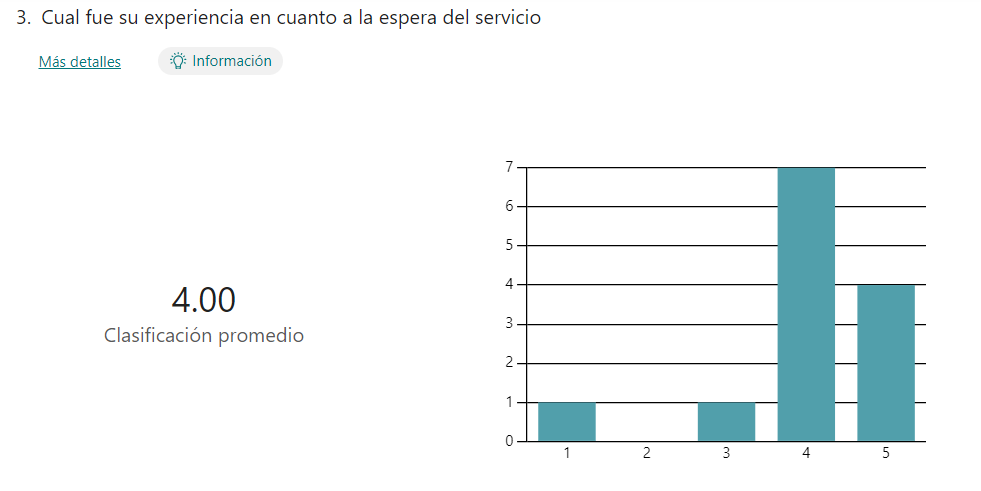 3. Cual fue su experiencia en cuanto a la espera del servicio
Más detalles
Información
4.00
Clasificación promedio
7
6
5
4
3
2
1
0
1 2 3 4 5